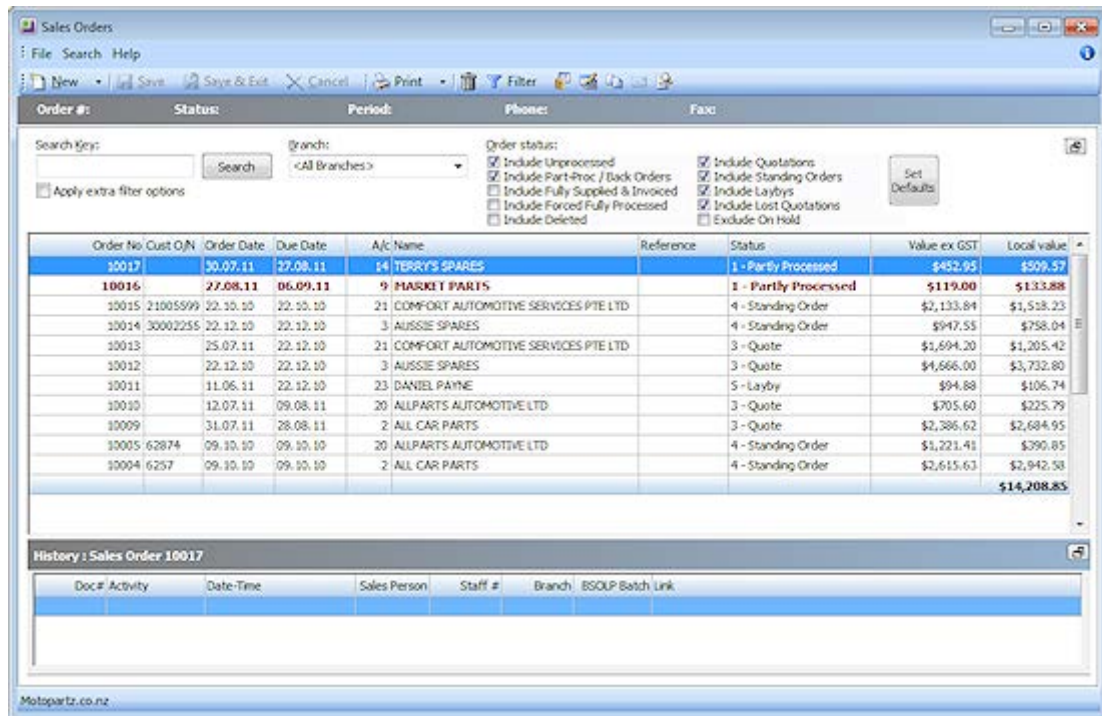 Sales Orders
File Search Help
New Save Save & Exit Cancel Print Filter
Order #: Status: Period: Phone: Fax:
Search Key: Branch: Order status:
Search <All Branches>
Include Unprocessed Include Quotations
Include Part-Proc / Back Orders Include Standing Orders
Apply extra filter options Include Fully Supplied & Invoiced Include Laybys Set Defaults
Include Forced Fully Processed Include Lost Quotations
Include Deleted Exclude On Hold
Order No Cust O/N Order Date Due Date A/c Name Reference Status Value ex GST Local value
10017 30.07.11 27.08.11 14 TERRY'S SPARES 1 - Partly Processed $452.95 $509.57
10016 27.08.11 06.09.11 9 MARKET PARTS 1 - Partly Processed $119.00 $133.88
10015 21005599 22.10.10 22.10.10 21 COMFORT AUTOMOTIVE SERVICES PTE LTD 4 - Standing Order $2,133.84 $1,518.23
10014 30002255 22.12.10 22.12.10 3 AUSSIE SPARES 4 - Standing Order $947.55 $758.04
10013 25.07.11 22.12.10 21 COMFORT AUTOMOTIVE SERVICES PTE LTD 3 - Quote $1,694.20 $1,205.42
10012 22.12.10 22.12.10 3 AUSSIE SPARES 3 - Quote $4,666.00 $3,732.80
10011 11.06.11 22.12.10 23 DANIEL PAYNE 5 - Layby $94.88 $106.74
10010 12.07.11 09.08.11 20 ALLPARTS AUTOMOTIVE LTD 3 - Quote $705.60 $225.79
10009 31.07.11 28.08.11 2 ALL CAR PARTS 3 - Quote $2,386.62 $2,684.95
10005 62874 09.10.10 09.10.10 20 ALLPARTS AUTOMOTIVE LTD 4 - Standing Order $1,221.41 $390.85
10004 6257 09.10.10 09.10.10 2 ALL CAR PARTS 4 - Standing Order $2,615.63 $2,942.58
$14,208.85
History : Sales Order 10017
Doc# Activity Date-Time Sales Person Staff # Branch BSOLP Batch Link
Motopartz.co.nz